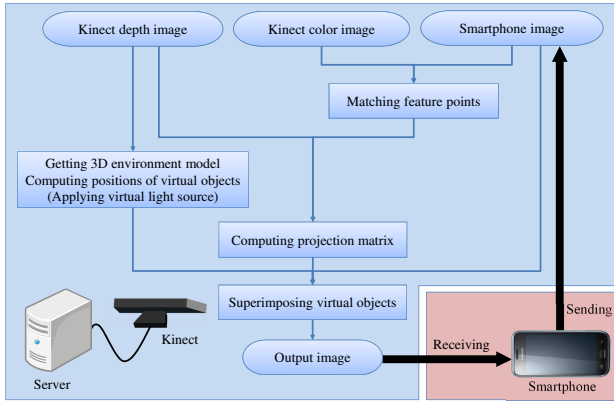 Kinect depth image
Kinect color image
Smartphone image
Matching feature points
Getting 3D environment model
Computing positions of virtual objects
(Applying virtual light source)
Computing projection matrix
Superimposing virtual objects
Output image
Server
Kinect
Receiving
Sending
Smartphone